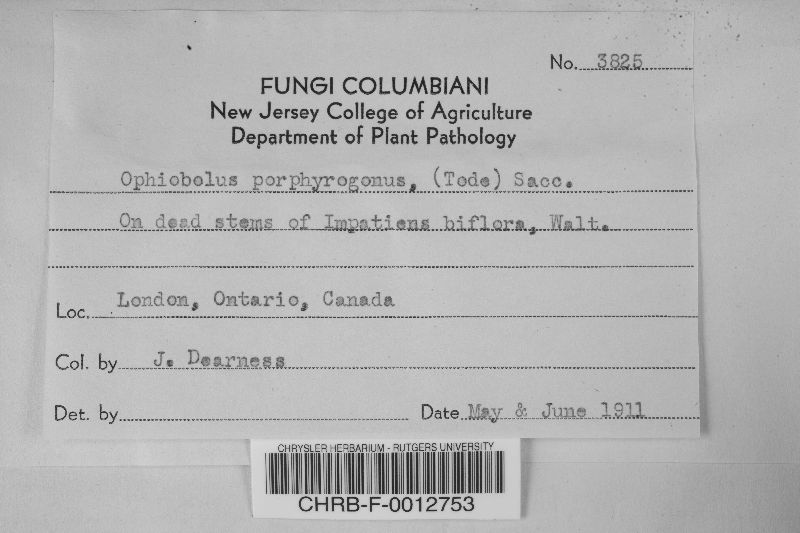 No. 3825
FUNGI COLUMBIANI
New Jersey College of Agriculture
Department of Plant Pathology
Ophiobolus porphyrogonus, (Tode) Sacc.
On dead stems of Impatiens biflora, Walt.
Loc. London, Ontario, Canada
Col. by J. Dearness
Det. by
Date May & June 1911
CHRYSLER HERBARIUM - RUTGERS UNIVERSITY
CHRB-F-0012753